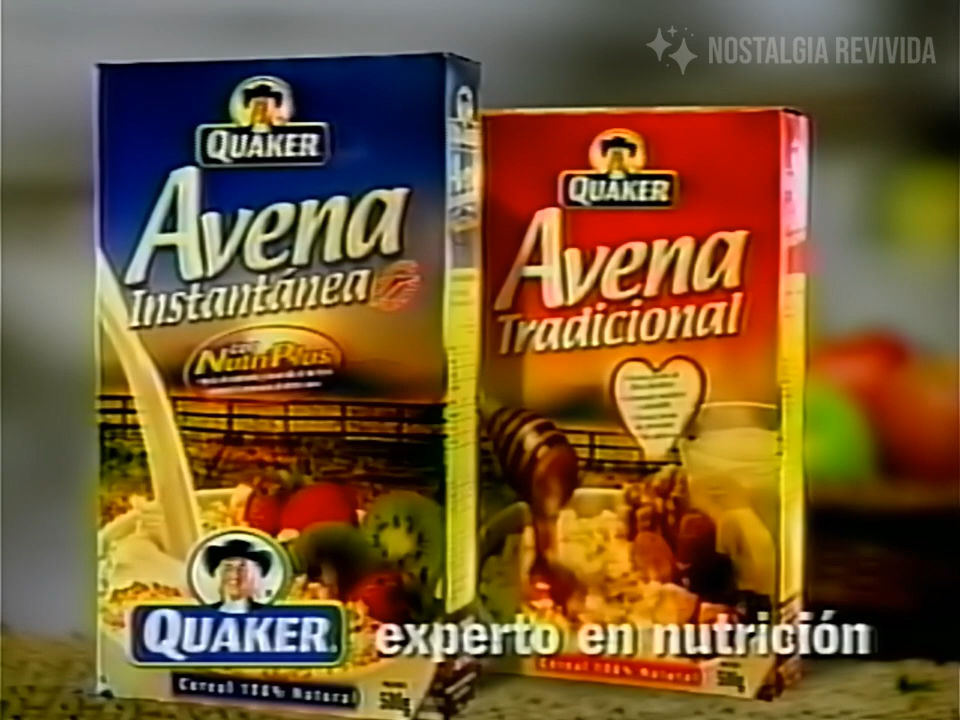 NOSTALGIA REVIVIDA
QUAKER
Avena
Instantánea
con
NutriPlus
QUAKER
Avena
Tradicional
QUAKER experto en nutrición
Cereal 100% Natural
500g
Cereal 100% Natural
500g